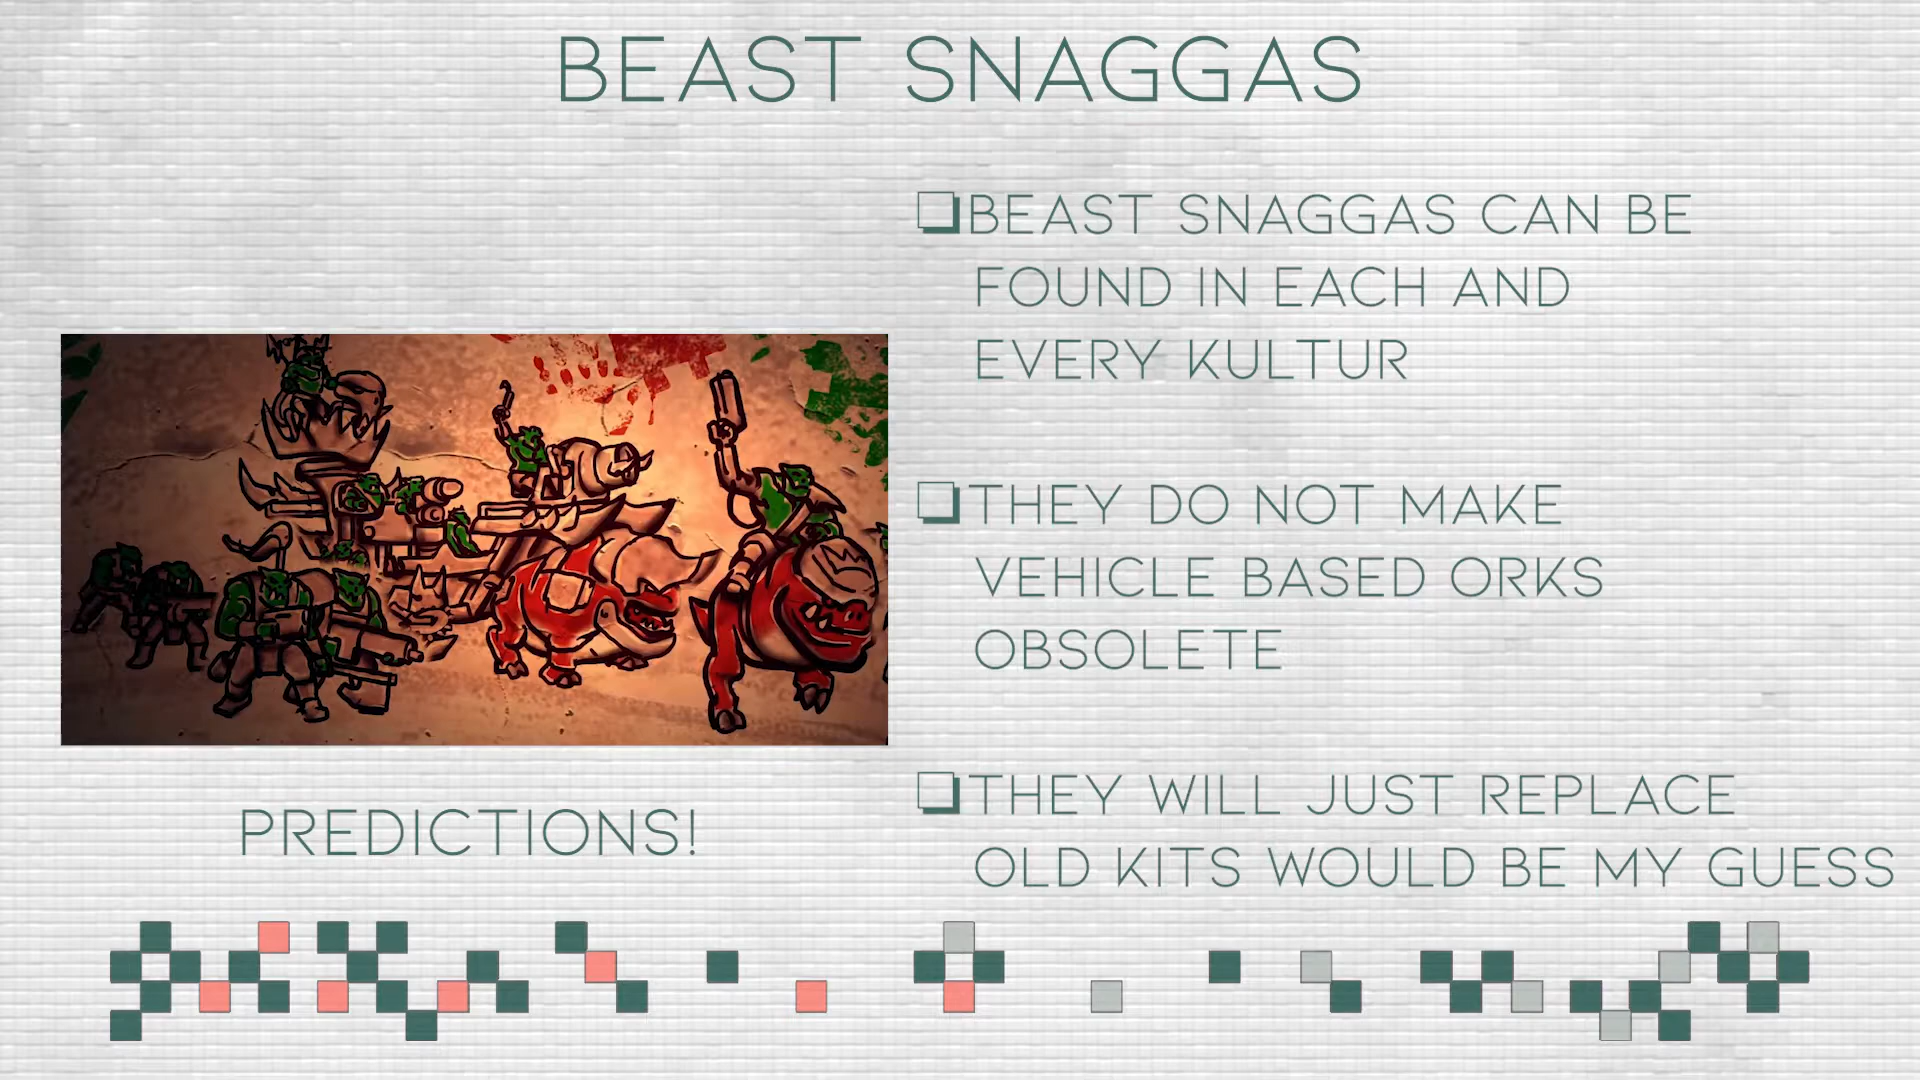 BEAST SNAGGAS
BEAST SNAGGAS CAN BE
FOUND IN EACH AND
EVERY KULTUR
THEY DO NOT MAKE
VEHICLE BASED ORKS
OBSOLETE
THEY WILL JUST REPLACE
OLD KITS WOULD BE MY GUESS
PREDICTIONS!